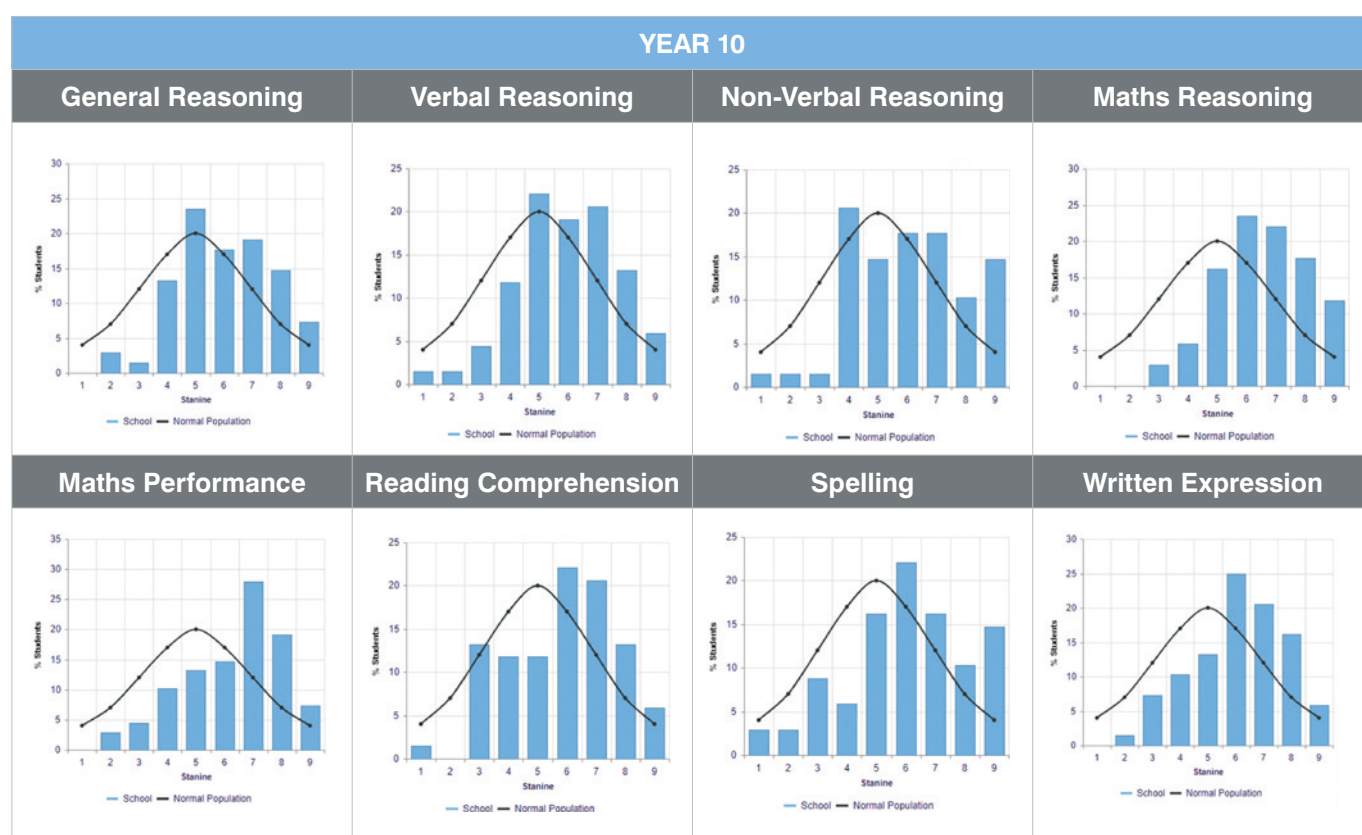 YEAR 10
General Reasoning
Verbal Reasoning
Non-Verbal Reasoning
Maths Reasoning
30
25
20
15
10
5
0
% Students
1 2 3 4 5 6 7 8 9
Stanine
School Normal Population
25
20
15
10
5
0
% Students
1 2 3 4 5 6 7 8 9
Stanine
School Normal Population
25
20
15
10
5
0
% Students
1 2 3 4 5 6 7 8 9
Stanine
School Normal Population
30
25
20
15
10
5
0
% Students
1 2 3 4 5 6 7 8 9
Stanine
School Normal Population
Maths Performance
Reading Comprehension
Spelling
Written Expression
35
30
25
20
15
10
5
0
% Students
1 2 3 4 5 6 7 8 9
Stanine
School Normal Population
25
20
15
10
5
0
% Students
1 2 3 4 5 6 7 8 9
Stanine
School Normal Population
25
20
15
10
5
0
% Students
1 2 3 4 5 6 7 8 9
Stanine
School Normal Population
30
25
20
15
10
5
0
% Students
1 2 3 4 5 6 7 8 9
Stanine
School Normal Population